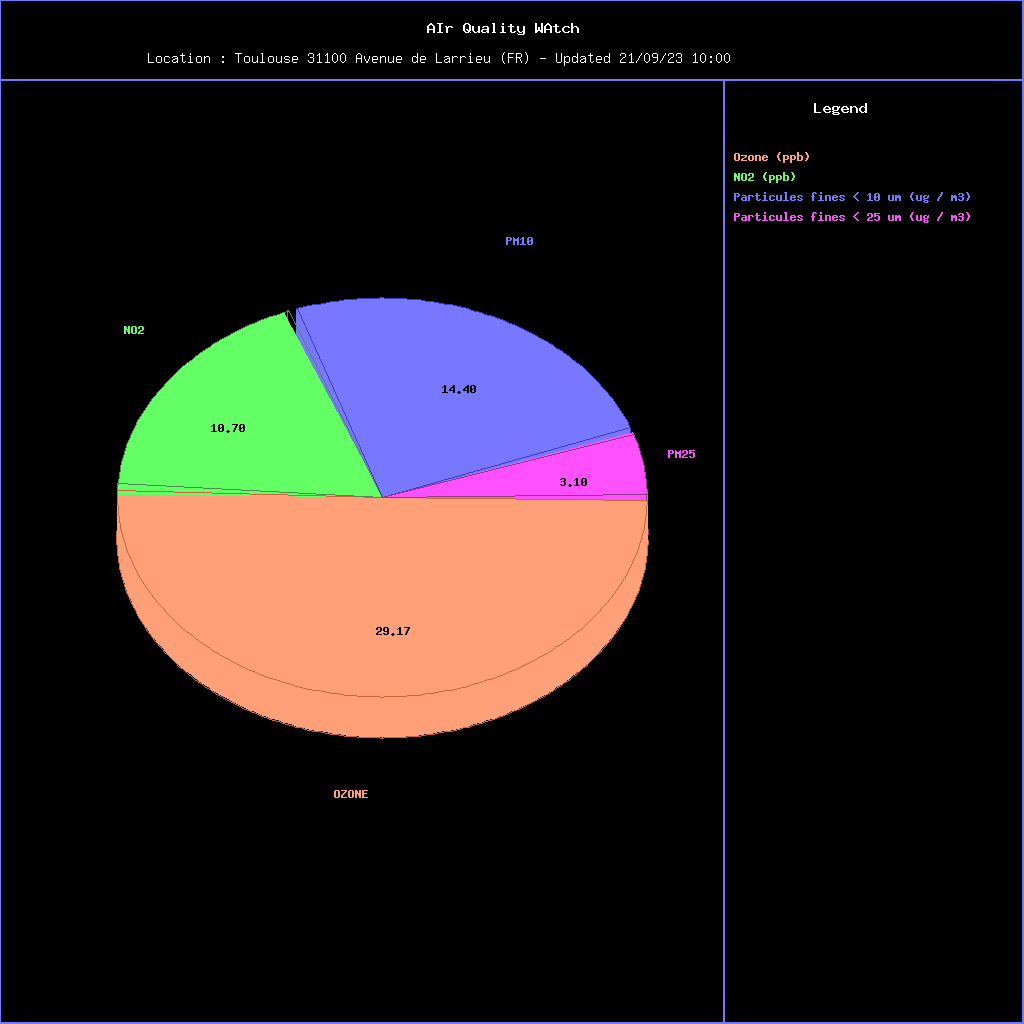 AIr Quality WAtch
Location : Toulouse 31100 Avenue de Larrieu (FR) - Updated 21/09/23 10:00
Legend
Ozone (ppb)
NO2 (ppb)
Particules fines < 10 um (ug / m3)
Particules fines < 25 um (ug / m3)
PM10
NO2
14.40
10.70
PM25
3.10
29.17
OZONE